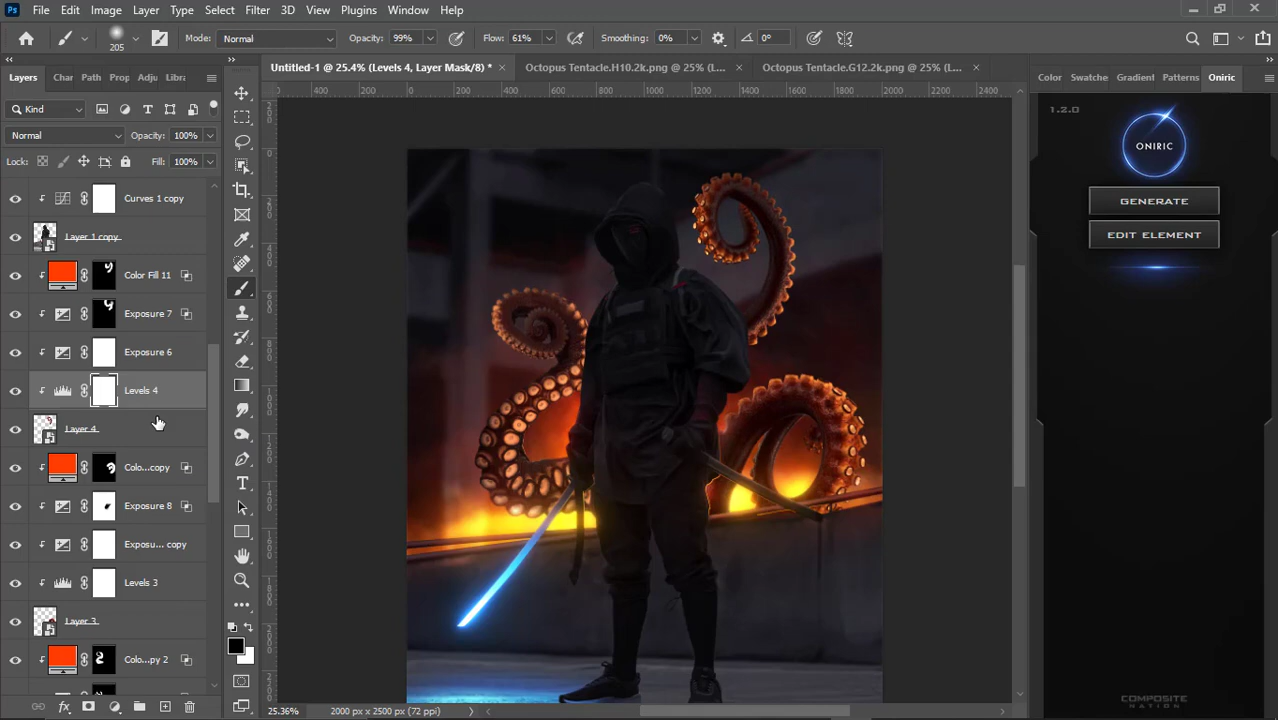 Ps File Edit Image Layer Type Select Filter 3D View Plugins Window Help
205 Mode: Normal Opacity: 99% Flow: 61% Smoothing: 0% 0°
Layers Char Path Prop Adju Libra
Untitled-1 @ 25.4% (Levels 4, Layer Mask/8) * Octopus Tentacle.H10.2k.png @ 25% (L... Octopus Tentacle.G12.2k.png @ 25% (L...
Color Swatche Gradient Patterns Oniric
400 200 0 200 400 600 800 1000 1200 1400 1600 1800 2000 2200 2400
Kind
Normal Opacity: 100%
Lock: Fill: 100%
Curves 1 copy
Layer 1 copy
Color Fill 11
Exposure 7
Exposure 6
Levels 4
Layer 4
Colo...copy
Exposure 8
Exposu... copy
Levels 3
Layer 3
Colo...py 2
1.2.0
ONIRIC
GENERATE
EDIT ELEMENT
COMPOSITE
NATION
25.36% 2000 px x 2500 px (72 ppi)